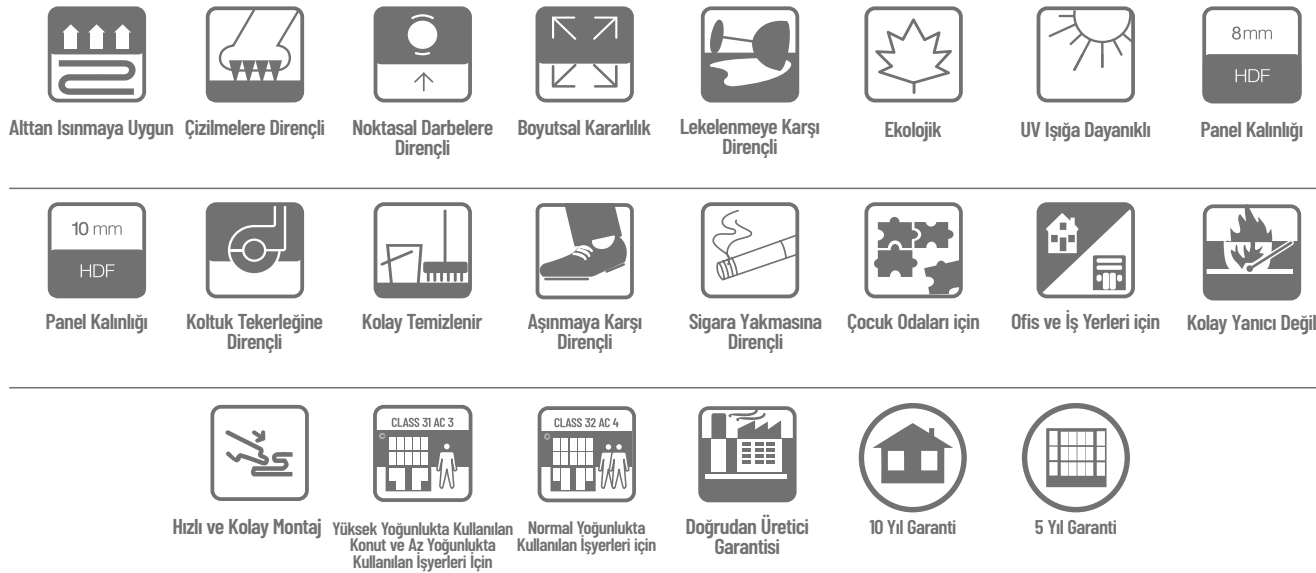 8mm
HDF
Alttan Isınmaya Uygun
Çizilmelere Dirençli
Noktasal Darbelere
Dirençli
Boyutsal Kararlılık
Lekelenmeye Karşı
Dirençli
Ekolojik
UV Işığa Dayanıklı
Panel Kalınlığı
10 mm
HDF
Panel Kalınlığı
Koltuk Tekerleğine
Dirençli
Kolay Temizlenir
Aşınmaya Karşı
Dirençli
Sigara Yakmasına
Dirençli
Çocuk Odaları için
Ofis ve İş Yerleri için
Kolay Yanıcı Değil
CLASS 31 AC 3
©
CLASS 32 AC 4
©
Hızlı ve Kolay Montaj
Yüksek Yoğunlukta Kullanılan
Konut ve Az Yoğunlukta
Kullanılan İşyerleri İçin
Normal Yoğunlukta
Kullanılan İşyerleri için
Doğrudan Üretici
Garantisi
10 Yıl Garanti
5 Yıl Garanti